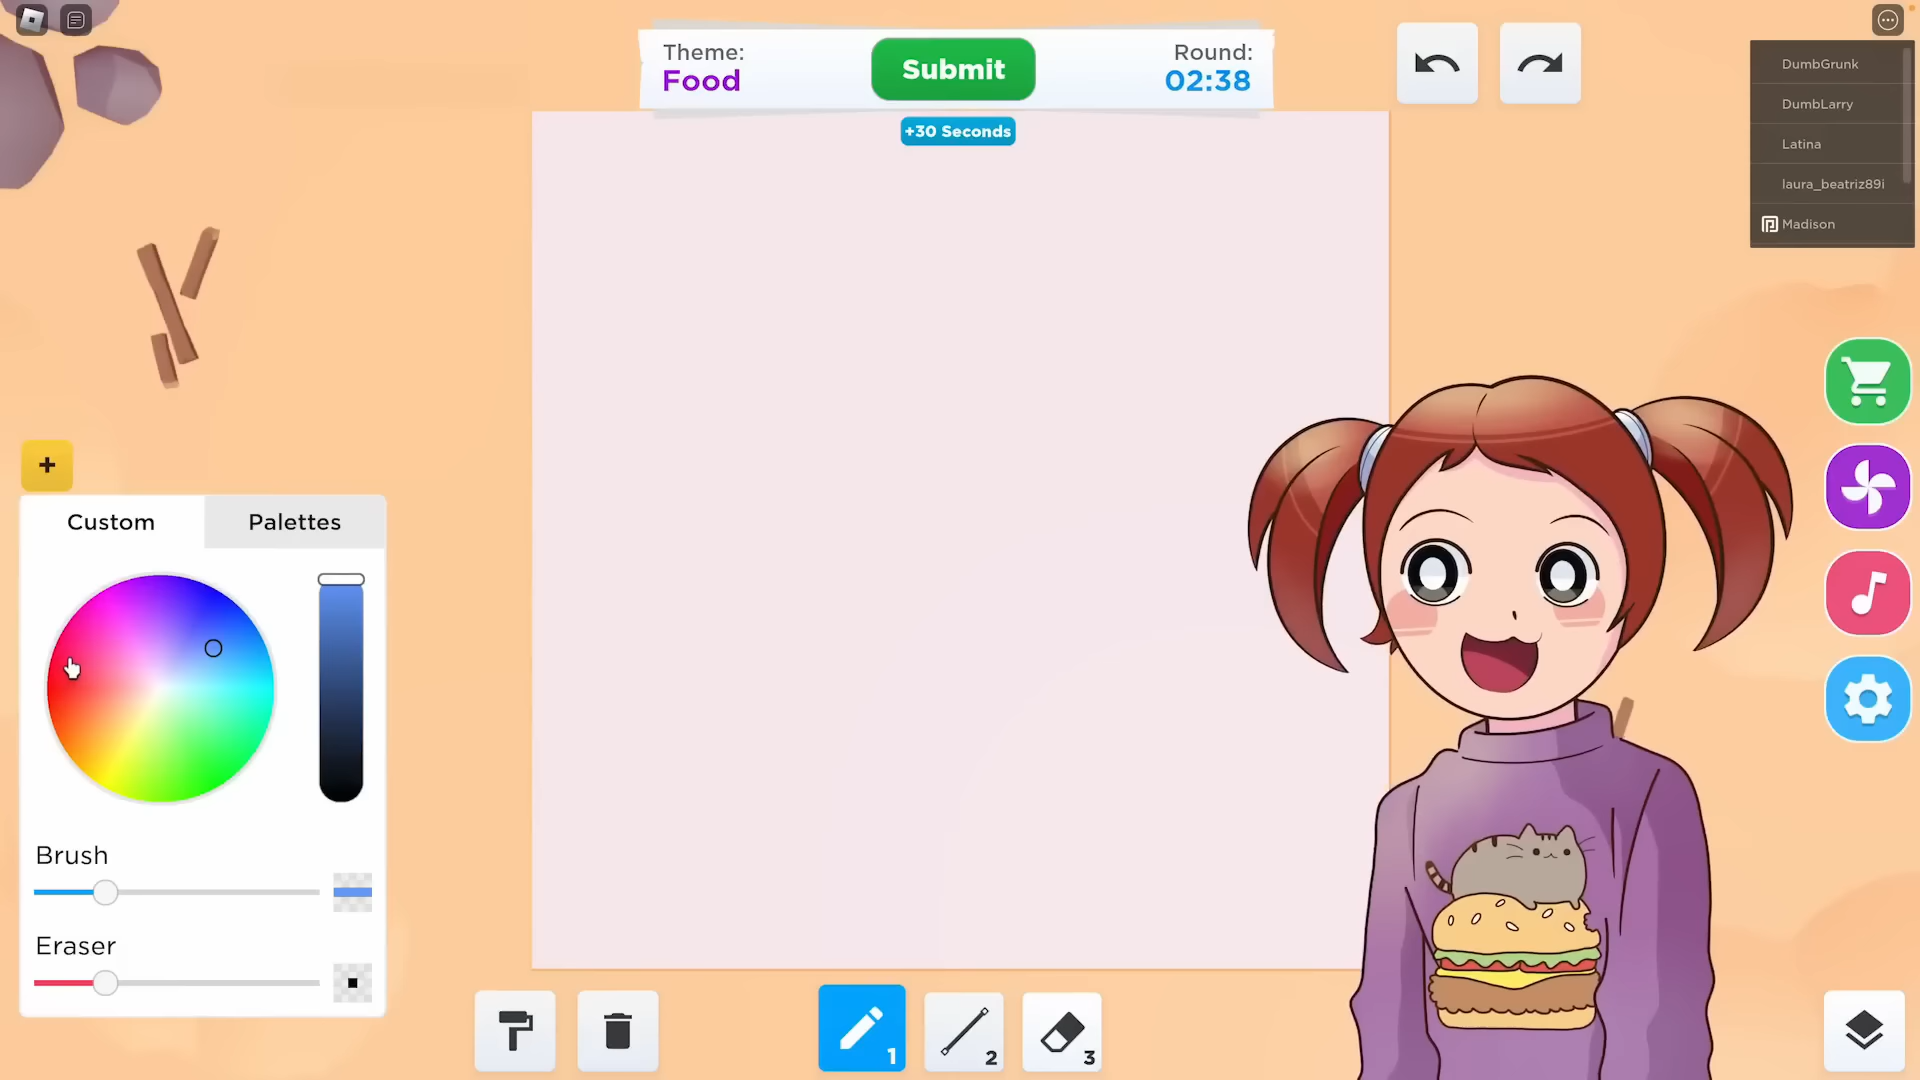 Theme:
Food
Submit
Round:
02:38
+30 Seconds
DumbGrunk
DumbLarry
Latina
laura_beatriz89i
Madison
+
Custom
Palettes
Brush
Eraser
1
2
3